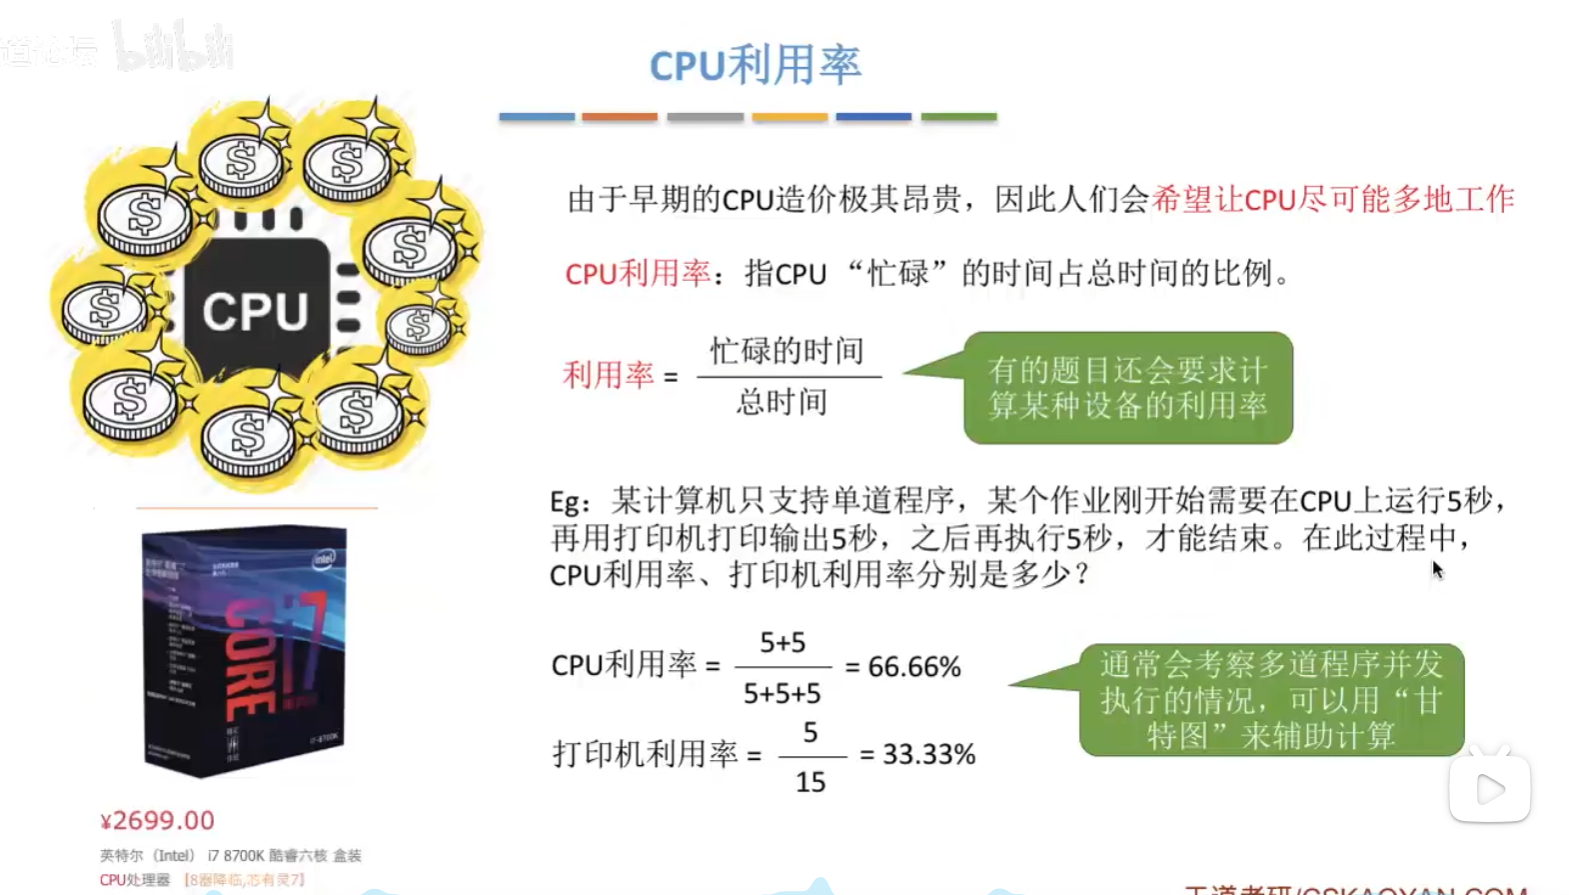 道论坛 bilibili
CPU利用率
由于早期的CPU造价极其昂贵，因此人们会希望让CPU尽可能多地工作
CPU利用率：指CPU “忙碌”的时间占总时间的比例。
利用率 = 忙碌的时间
总时间
有的题目还会要求计
算某种设备的利用率
Eg：某计算机只支持单道程序，某个作业刚开始需要在CPU上运行5秒，
再用打印机打印输出5秒，之后再执行5秒，才能结束。在此过程中，
CPU利用率、打印机利用率分别是多少？
CPU利用率 = 5+5
5+5+5
= 66.66%
打印机利用率 = 5
15
= 33.33%
通常会考察多道程序并发
执行的情况，可以用“甘
特图”来辅助计算
$
$
$
$
$
$
$
$
$
CPU
intel
CORE
i7
i7-8700K
¥2699.00
英特尔（Intel） i7 8700K 酷睿六核 盒装
CPU处理器 【8器降临,芯有灵7】
王道考研/CSKAOYAN.COM